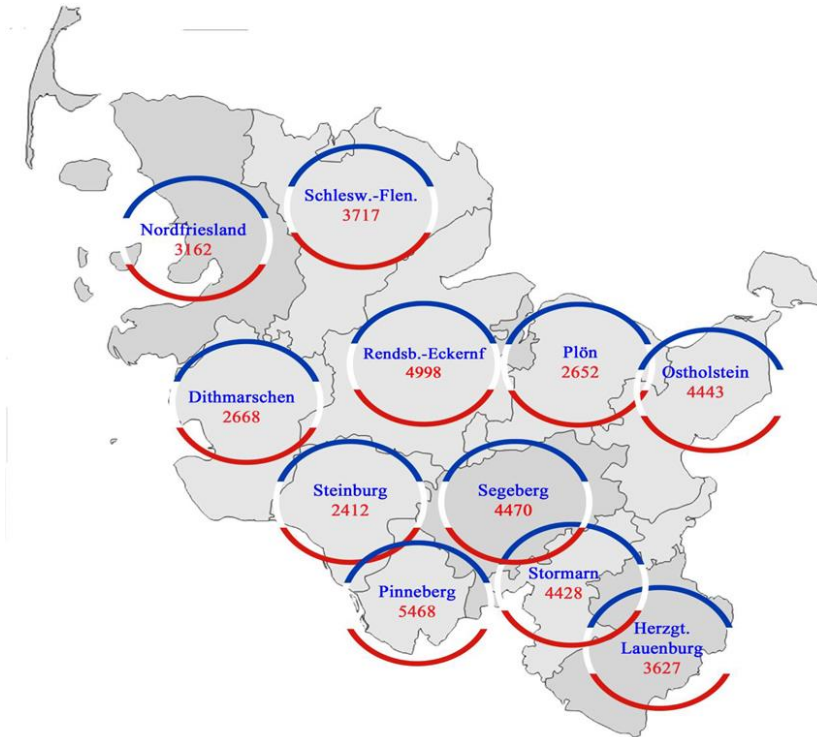 Schlesw.-Flen.
3717
Nordfriesland
3162
Rendsb.-Eckernf
4998
Plön
2652
Ostholstein
4443
Dithmarschen
2668
Steinburg
2412
Segeberg
4470
Stormarn
4428
Pinneberg
5468
Herzgt.
Lauenburg
3627